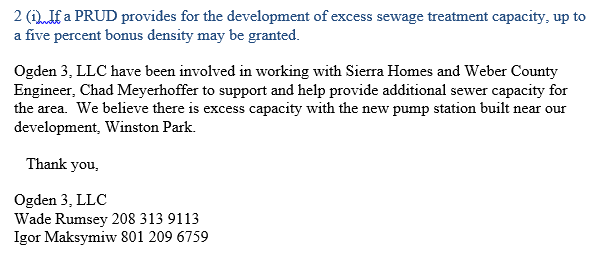 2 (i) If a PRUD provides for the development of excess sewage treatment capacity, up to
a five percent bonus density may be granted.
Ogden 3, LLC have been involved in working with Sierra Homes and Weber County
Engineer, Chad Meyerhoffer to support and help provide additional sewer capacity for
the area. We believe there is excess capacity with the new pump station built near our
development, Winston Park.
Thank you,
Ogden 3, LLC
Wade Rumsey 208 313 9113
Igor Maksymiw 801 209 6759